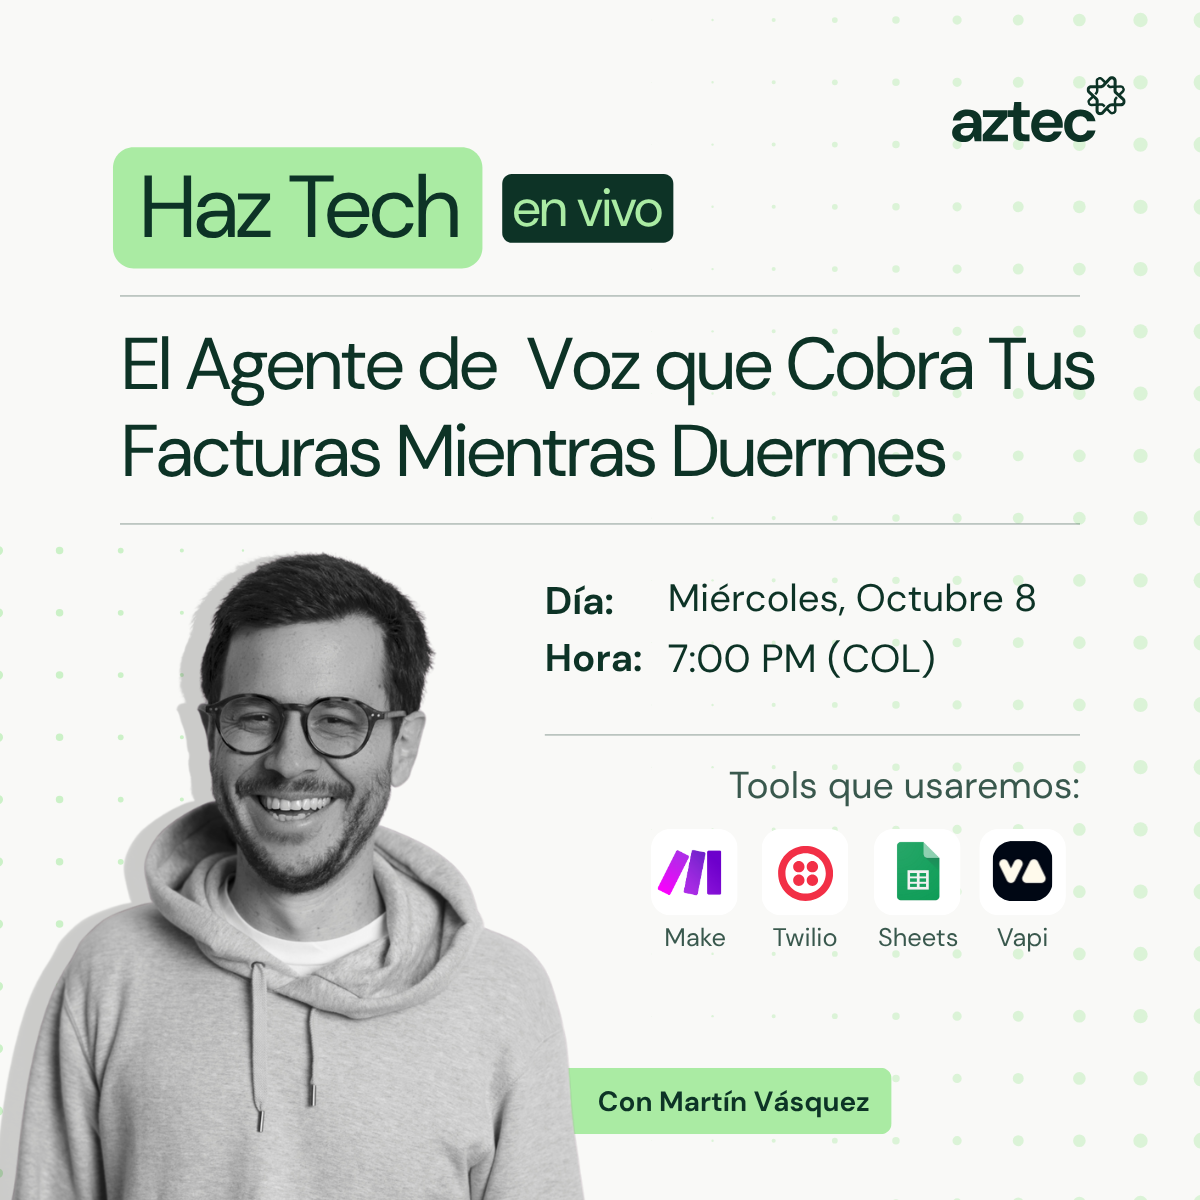 aztec
Haz Tech en vivo
El Agente de  Voz que Cobra Tus
Facturas Mientras Duermes
Día: Miércoles, Octubre 8
Hora: 7:00 PM (COL)
Tools que usaremos:
VA
Make Twilio Sheets Vapi
Con Martín Vásquez